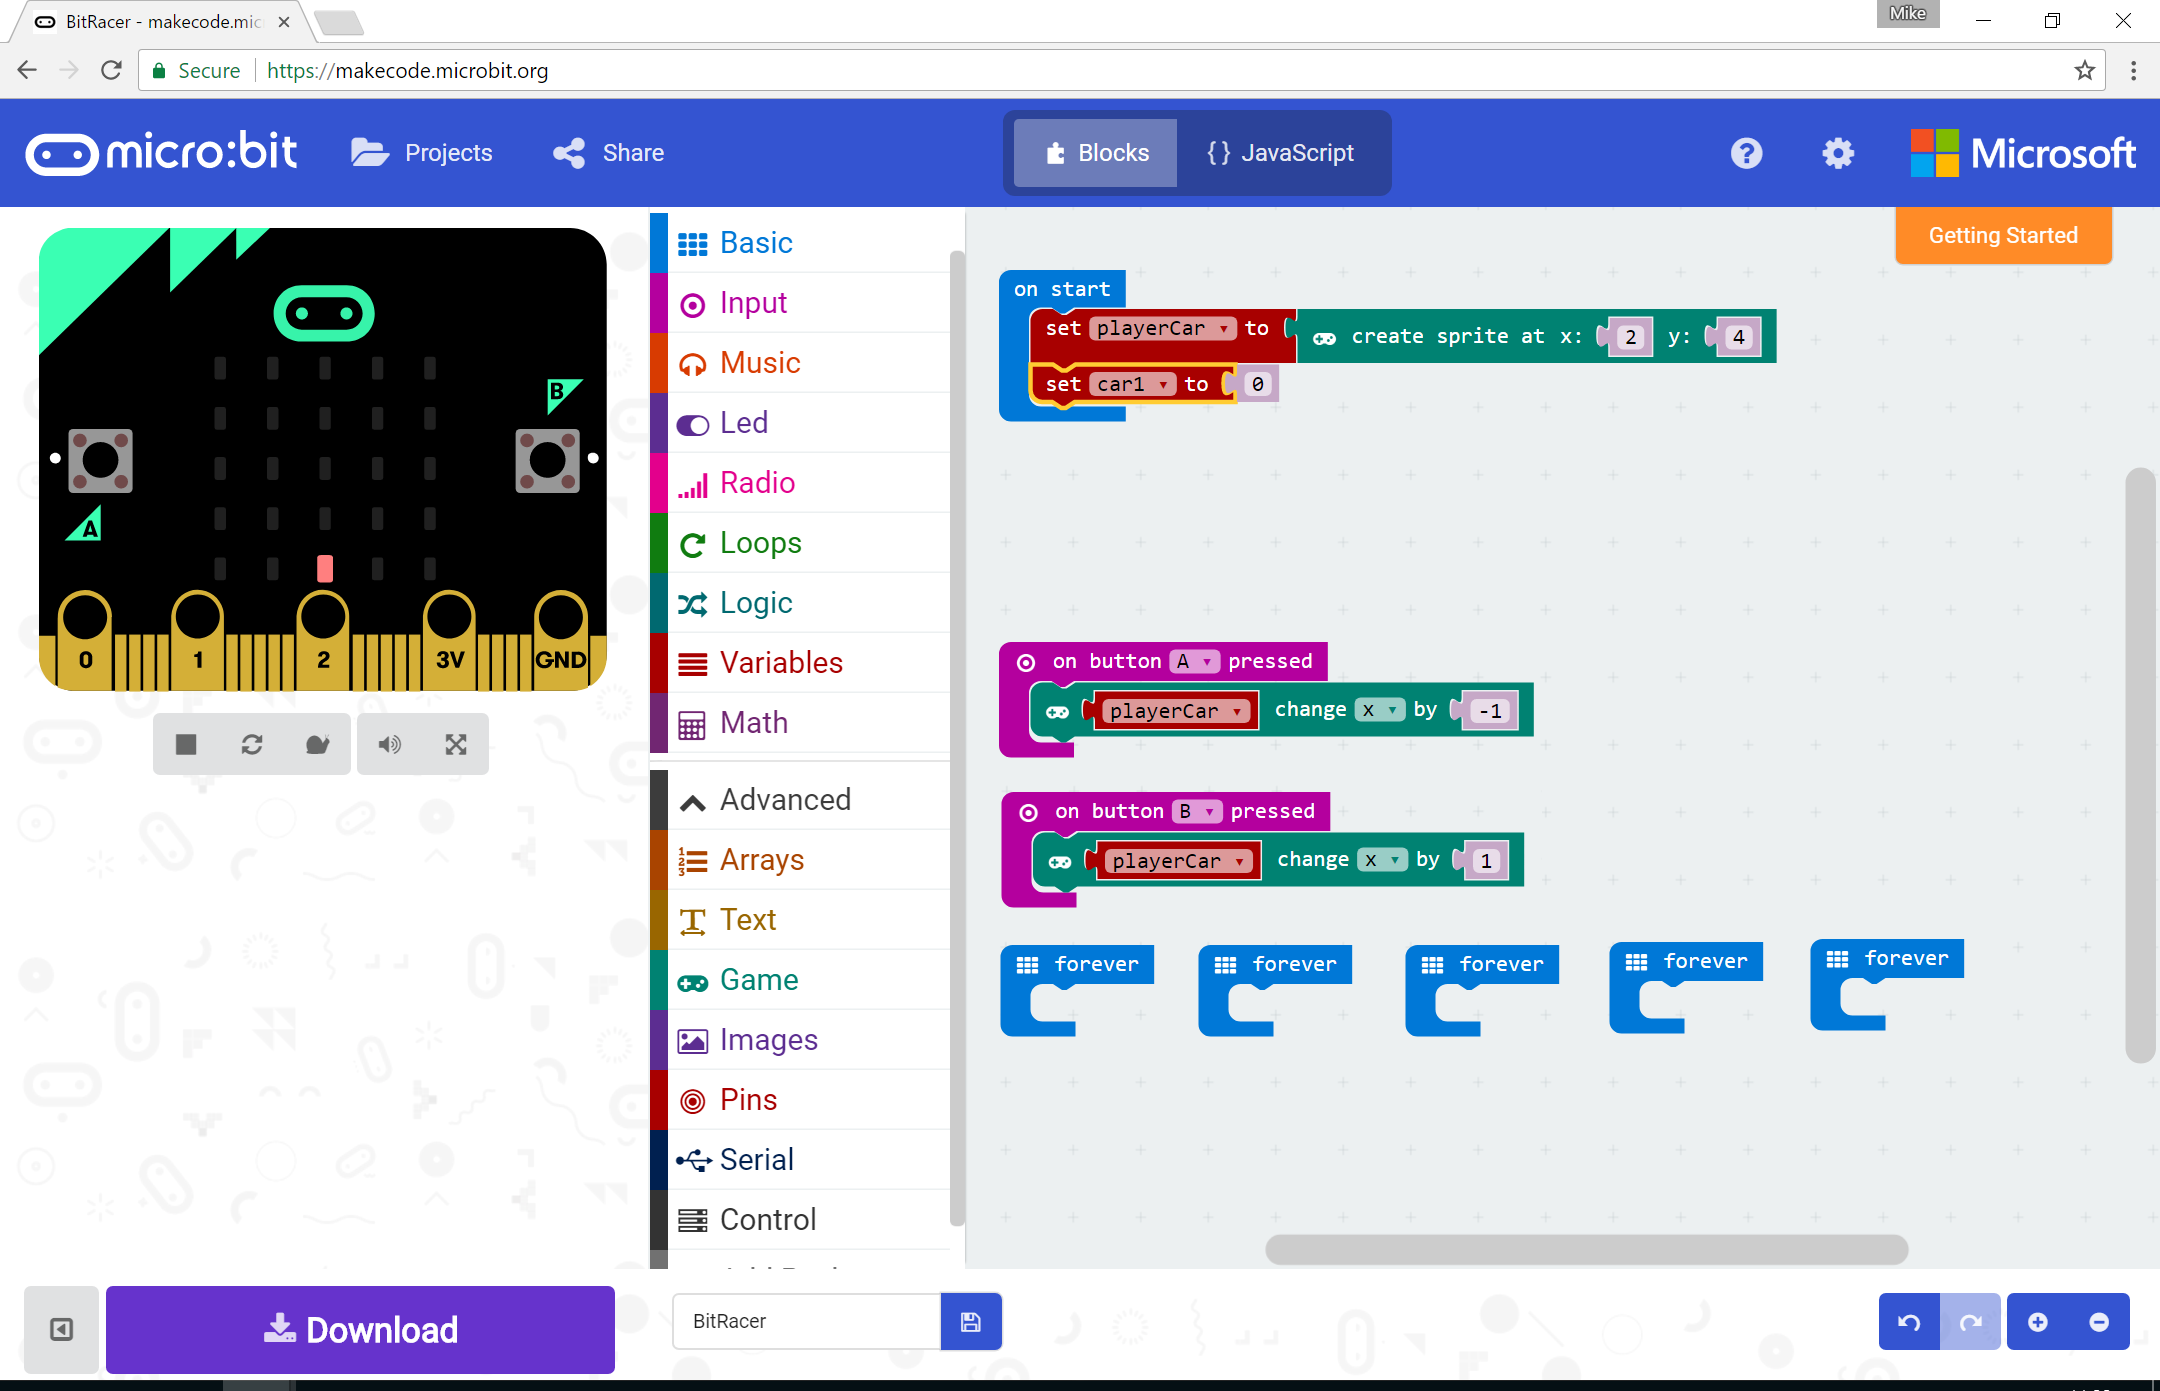 BitRacer - makecode.mic
Mike
Secure
https://makecode.microbit.org
micro:bit
Projects
Share
Blocks
{} JavaScript
?
Microsoft
Getting Started
B
A
0
1
2
3V
GND
Basic
Input
Music
Led
Radio
Loops
Logic
Variables
Math
Advanced
Arrays
Text
Game
Images
Pins
Serial
Control
on start
set playerCar to create sprite at x: 2 y: 4
set car1 to 0
on button A pressed
playerCar change x by -1
on button B pressed
playerCar change x by 1
forever forever forever forever forever
Download
BitRacer